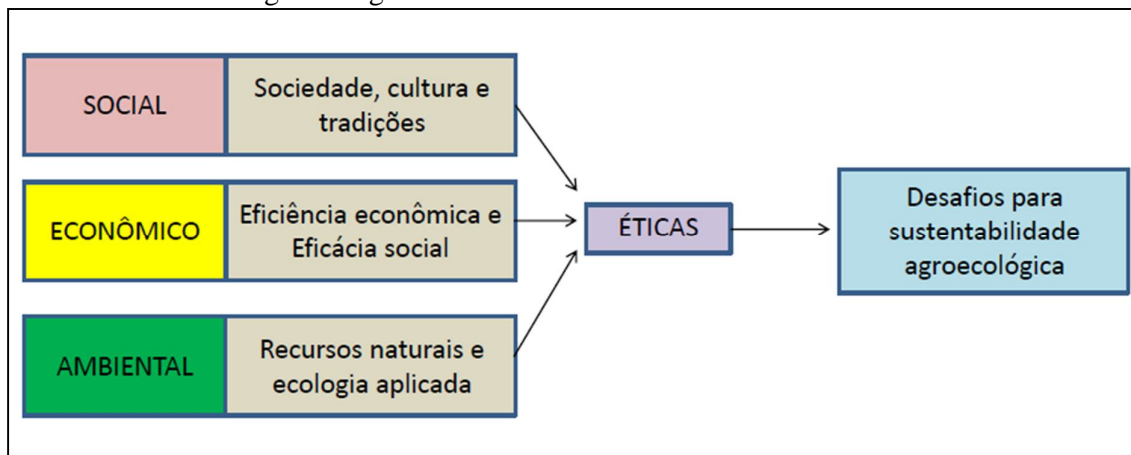 SOCIAL
Sociedade, cultura e
tradições
ECONÔMICO
Eficiência econômica e
Eficácia social
AMBIENTAL
Recursos naturais e
ecologia aplicada
ÉTICAS
Desafios para
sustentabilidade
agroecológica